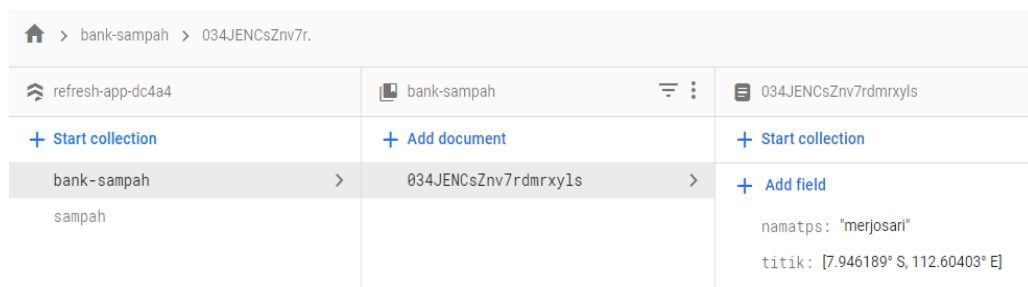 bank-sampah > 034JENCsZnv7r.
refresh-app-dc4a4
bank-sampah
034JENCsZnv7rdmrxyls
+ Start collection
+ Add document
+ Start collection
bank-sampah
034JENCsZnv7rdmrxyls
+ Add field
sampah
namatps: "merjosari"
titik: [7.946189° S, 112.60403° E]